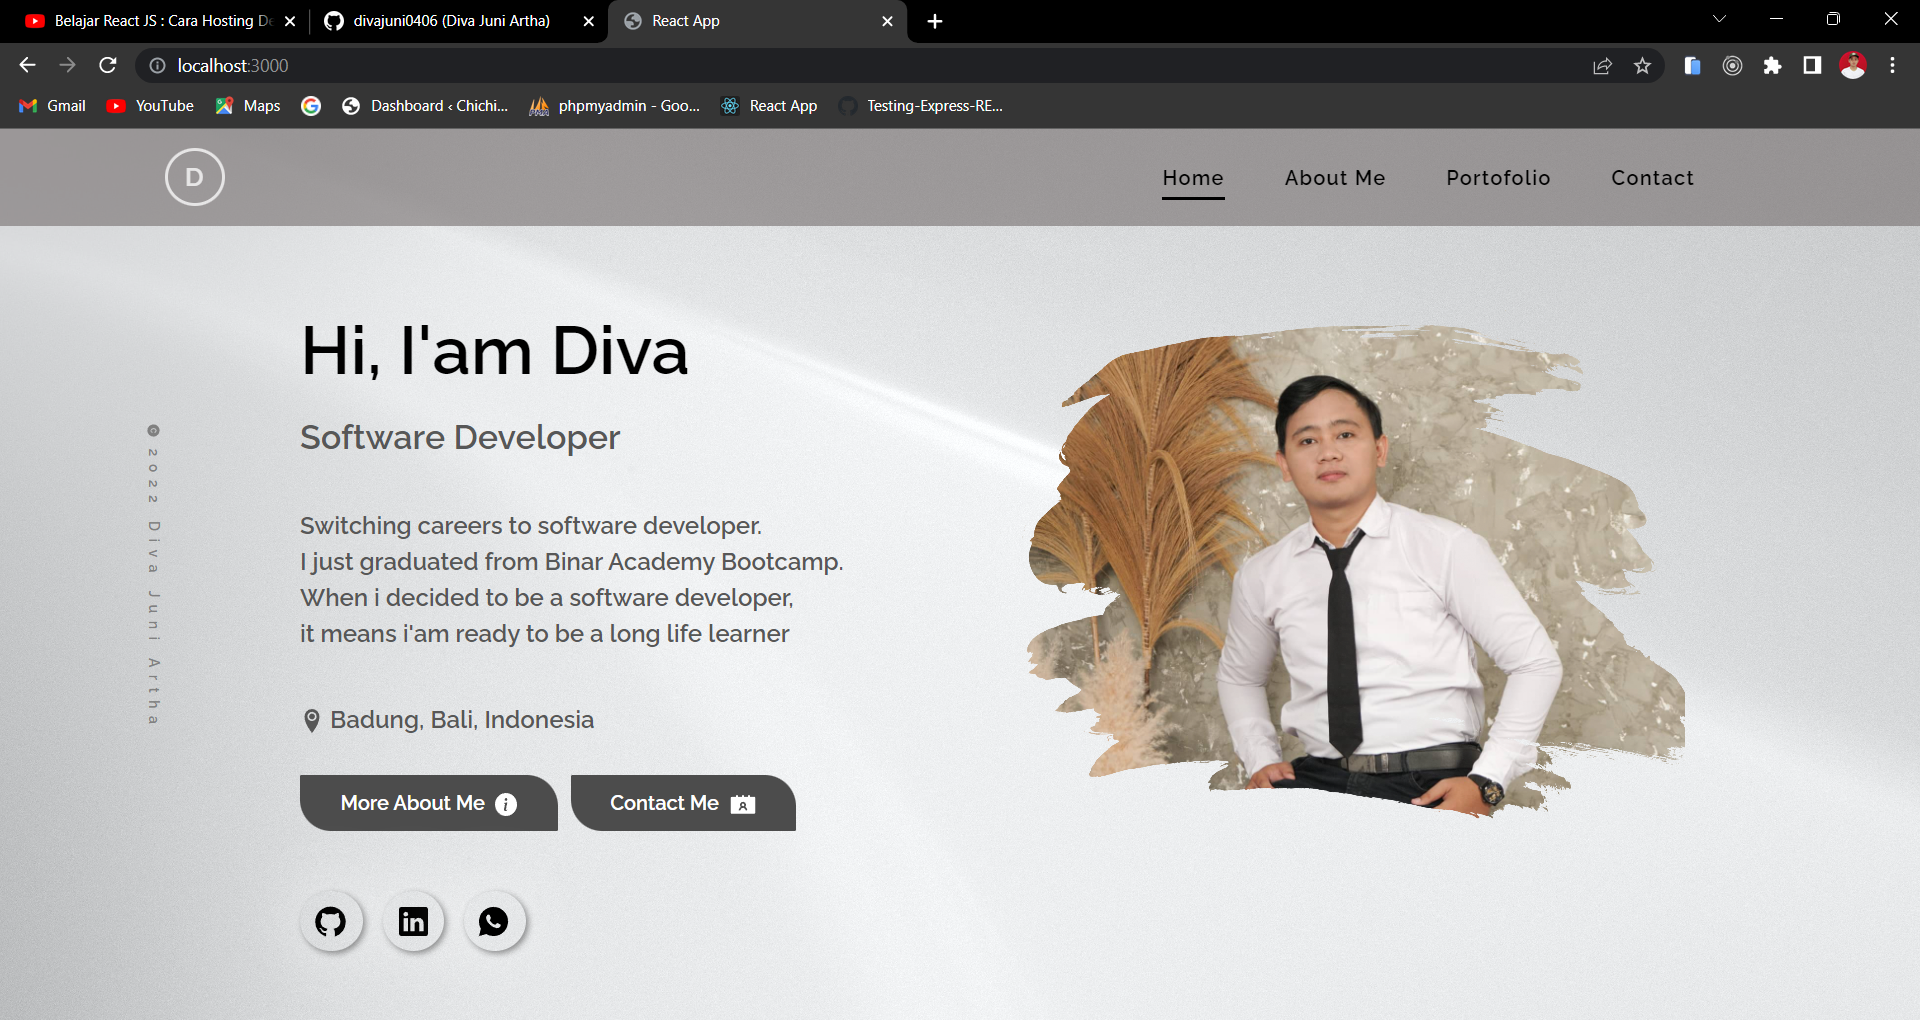 Belajar React JS : Cara Hosting De
divajuni0406 (Diva Juni Artha)
React App
localhost:3000
Gmail
YouTube
Maps
Dashboard ‹ Chichi...
phpmyadmin - Goo...
React App
Testing-Express-RE...
D
Home
About Me
Portofolio
Contact
Hi, I'am Diva
Software Developer
© 2022 Diva Juni Artha
Switching careers to software developer.
I just graduated from Binar Academy Bootcamp.
When i decided to be a software developer,
it means i'am ready to be a long life learner
Badung, Bali, Indonesia
More About Me
Contact Me